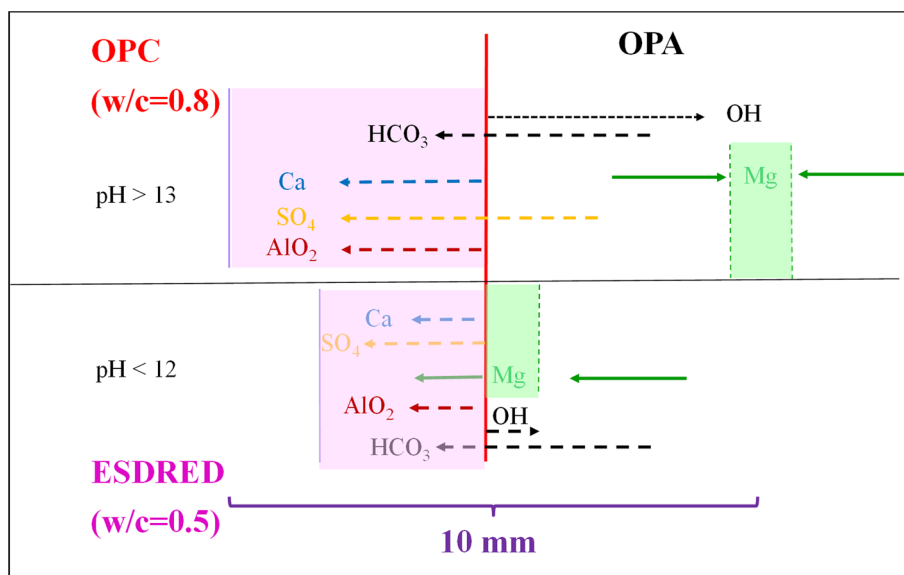 OPC
(w/c=0.8)
OPA
OH
HCO₃
Ca
Mg
pH > 13
SO₄
AlO₂
Ca
SO₄
pH < 12
Mg
AlO₂
OH
HCO₃
ESDRED
(w/c=0.5)
10 mm